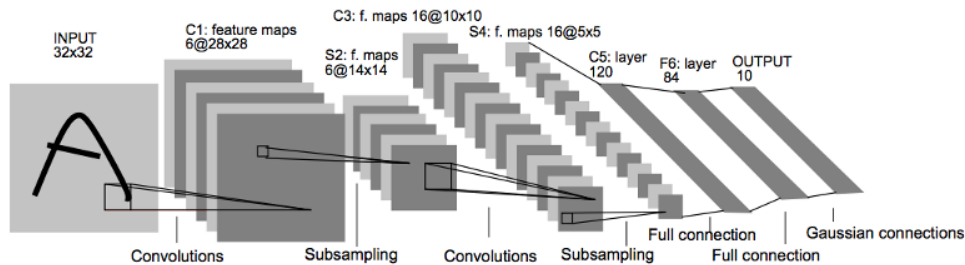 INPUT
32x32
C1: feature maps
6@28x28
S2: f. maps
6@14x14
C3: f. maps 16@10x10
S4: f. maps 16@5x5
C5: layer
120
F6: layer
84
OUTPUT
10
A
Convolutions
Subsampling
Convolutions
Subsampling
Full connection
Full connection
Gaussian connections